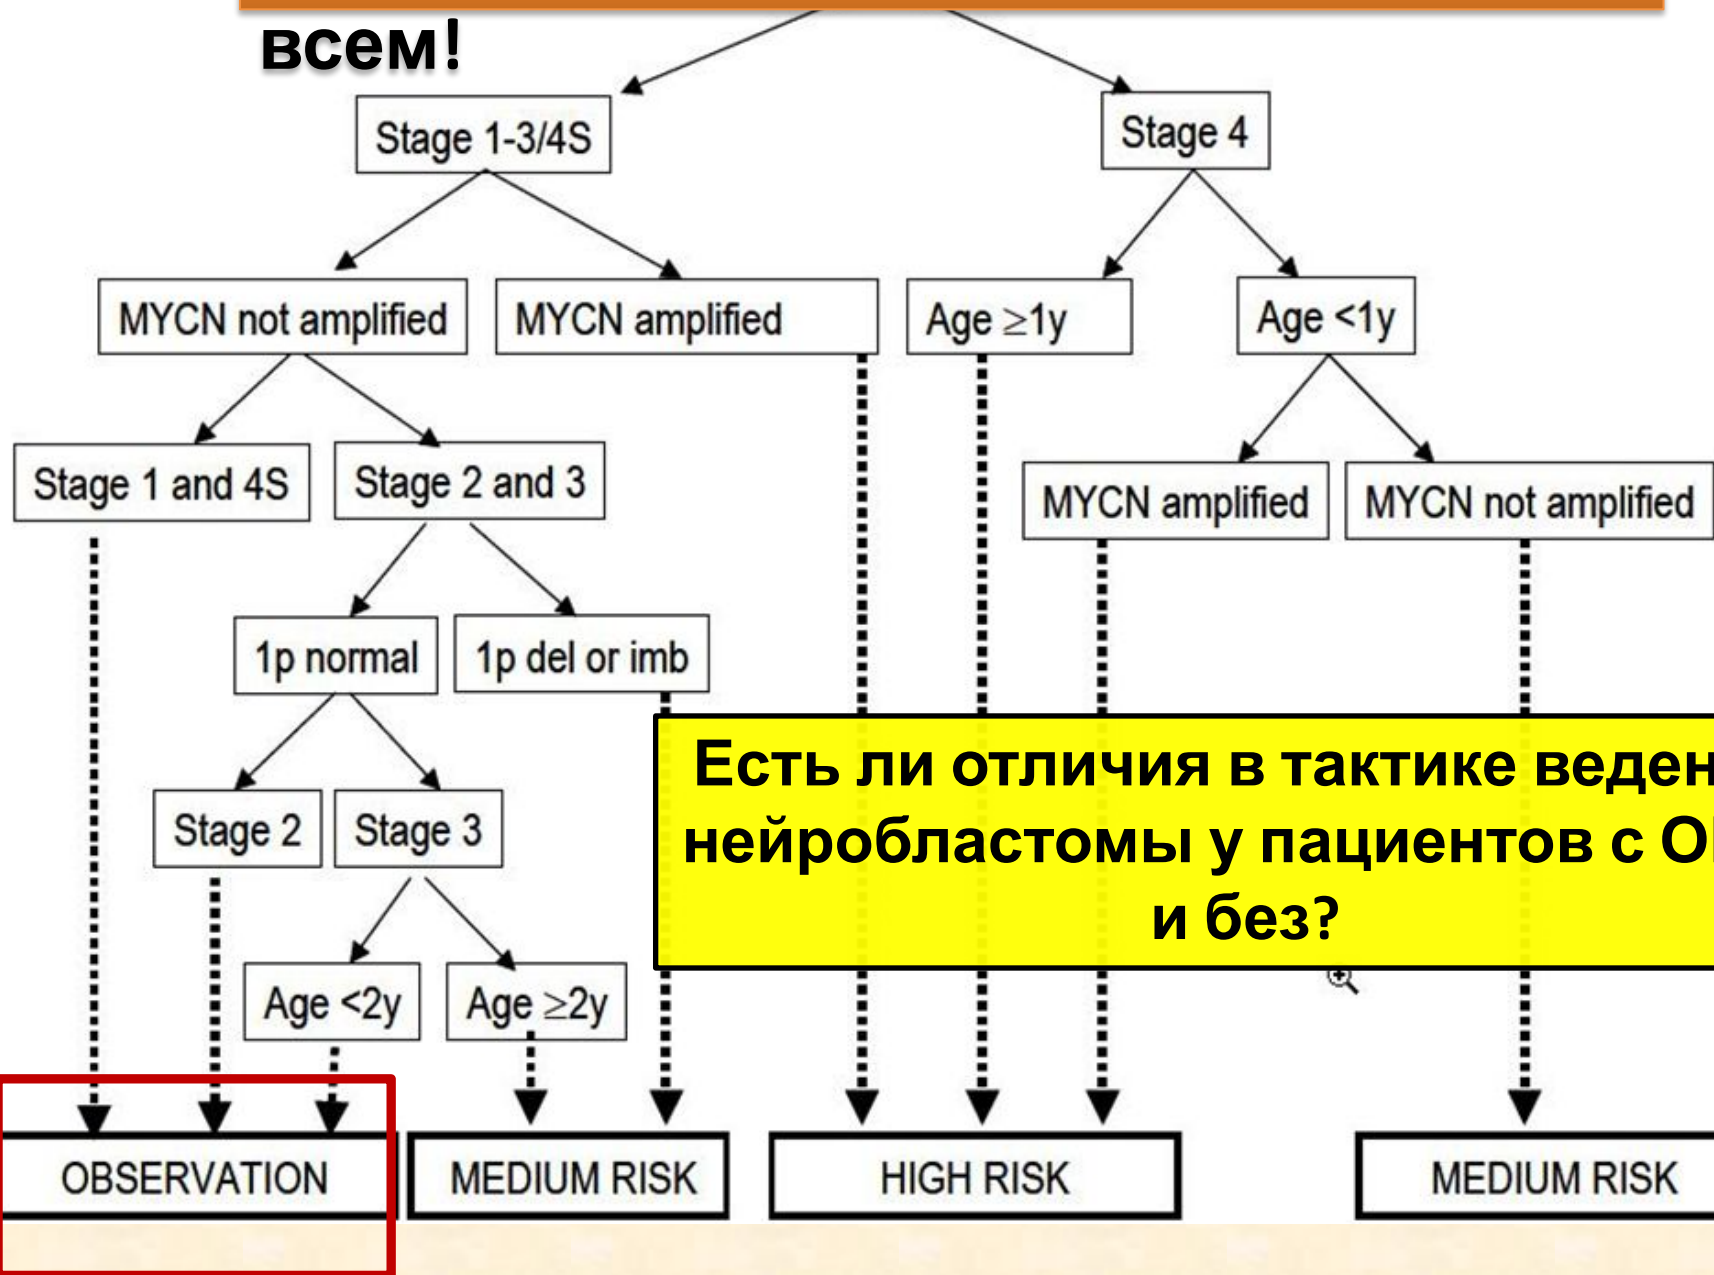 всем!
Stage 1-3/4S
Stage 4
MYCN not amplified
MYCN amplified
Age ≥1y
Age <1y
Stage 1 and 4S
Stage 2 and 3
MYCN amplified
MYCN not amplified
1p normal
1p del or imb
Есть ли отличия в тактике
нейробластомы у пациентов с
и без?
Stage 2
Stage 3
Age <2y
Age ≥2y
OBSERVATION
MEDIUM RISK
HIGH RISK
MEDIUM RISK